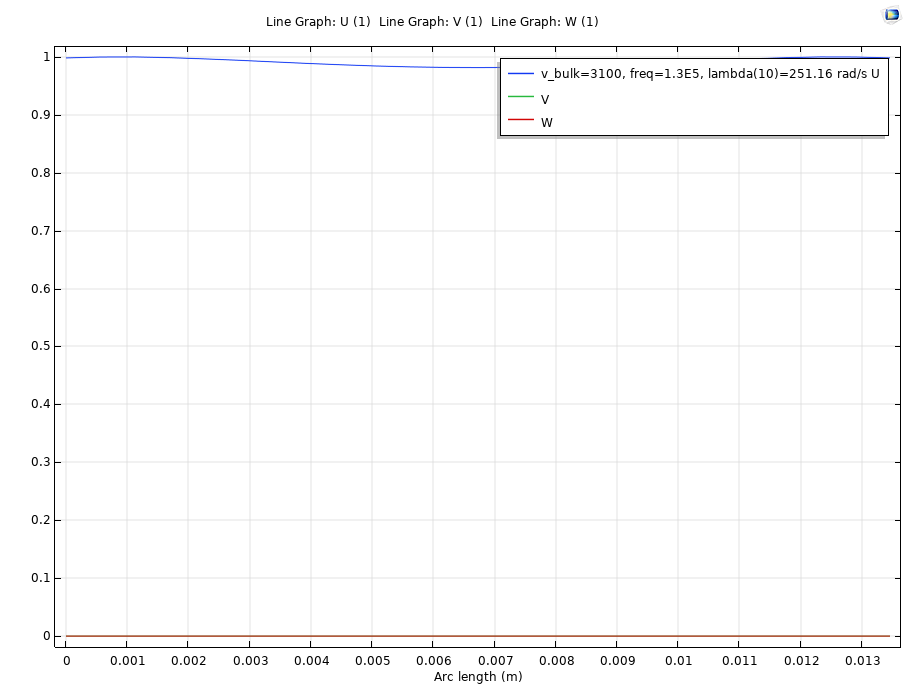 Line Graph: U (1)  Line Graph: V (1)  Line Graph: W (1)
1
v_bulk=3100, freq=1.3E5, lambda(10)=251.16 rad/s U
V
W
0.9
0.8
0.7
0.6
0.5
0.4
0.3
0.2
0.1
0
0 0.001 0.002 0.003 0.004 0.005 0.006 0.007 0.008 0.009 0.01 0.011 0.012 0.013
Arc length (m)